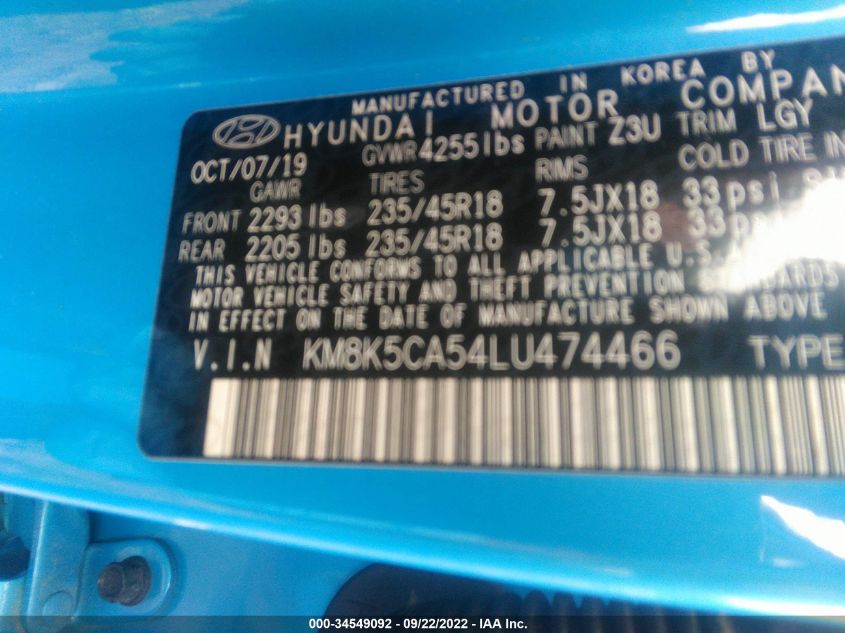 MANUFACTURED IN KOREA BY
HYUNDAI MOTOR COMPAN
OCT/07/19 GVWR 4255 lbs PAINT Z3U TRIM LGY
GAWR TIRES RIMS COLD TIRE IN
FRONT 2293 lbs 235/45R18 7.5JX18 33 psi
REAR 2205 lbs 235/45R18 7.5JX18 33
THIS VEHICLE CONFORMS TO ALL APPLICABLE U.S.
MOTOR VEHICLE SAFETY AND THEFT PREVENTION STANDARDS
IN EFFECT ON THE DATE OF MANUFACTURE SHOWN ABOVE
V.I.N KM8K5CA54LU474466 TYPE
000-34549092 - 09/22/2022 - IAA Inc.